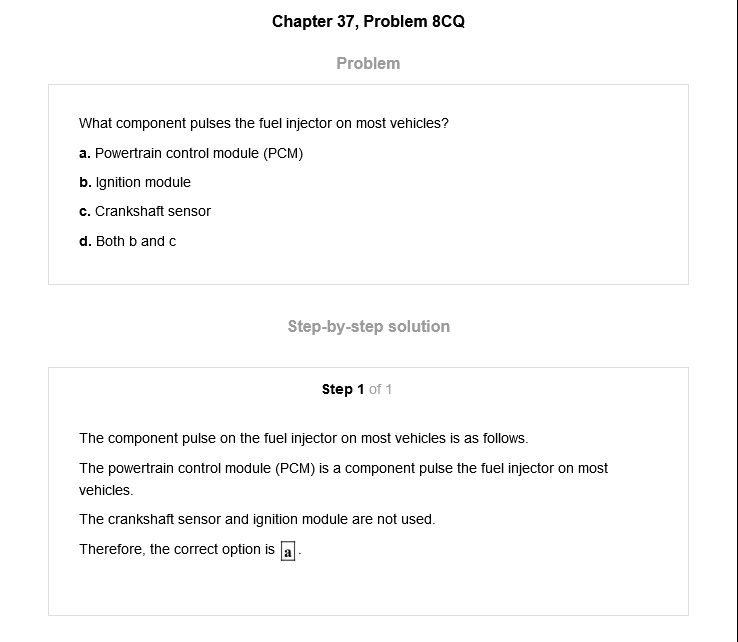 Chapter 37, Problem 8CQ
Problem
What component pulses the fuel injector on most vehicles?
a. Powertrain control module (PCM)
b. Ignition module
c. Crankshaft sensor
d. Both b and c
Step-by-step solution
Step 1 of 1
The component pulse on the fuel injector on most vehicles is as follows.
The powertrain control module (PCM) is a component pulse the fuel injector on most
vehicles.
The crankshaft sensor and ignition module are not used.
Therefore, the correct option is a.